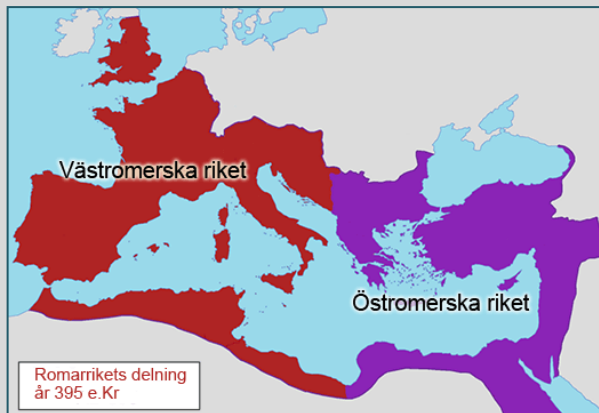 Västromerska riket
Östromerska riket
Romarrikets delning
år 395 e.Kr